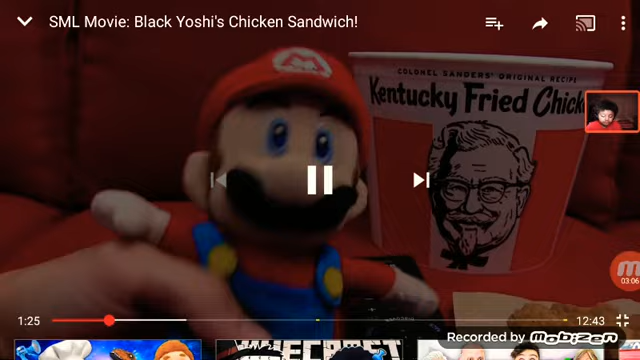 SML Movie: Black Yoshi's Chicken Sandwich!
COLONEL SANDERS' ORIGINAL RECIPE
Kentucky Fried Chick
M
03:06
1:25
12:43
Recorded by mobizen